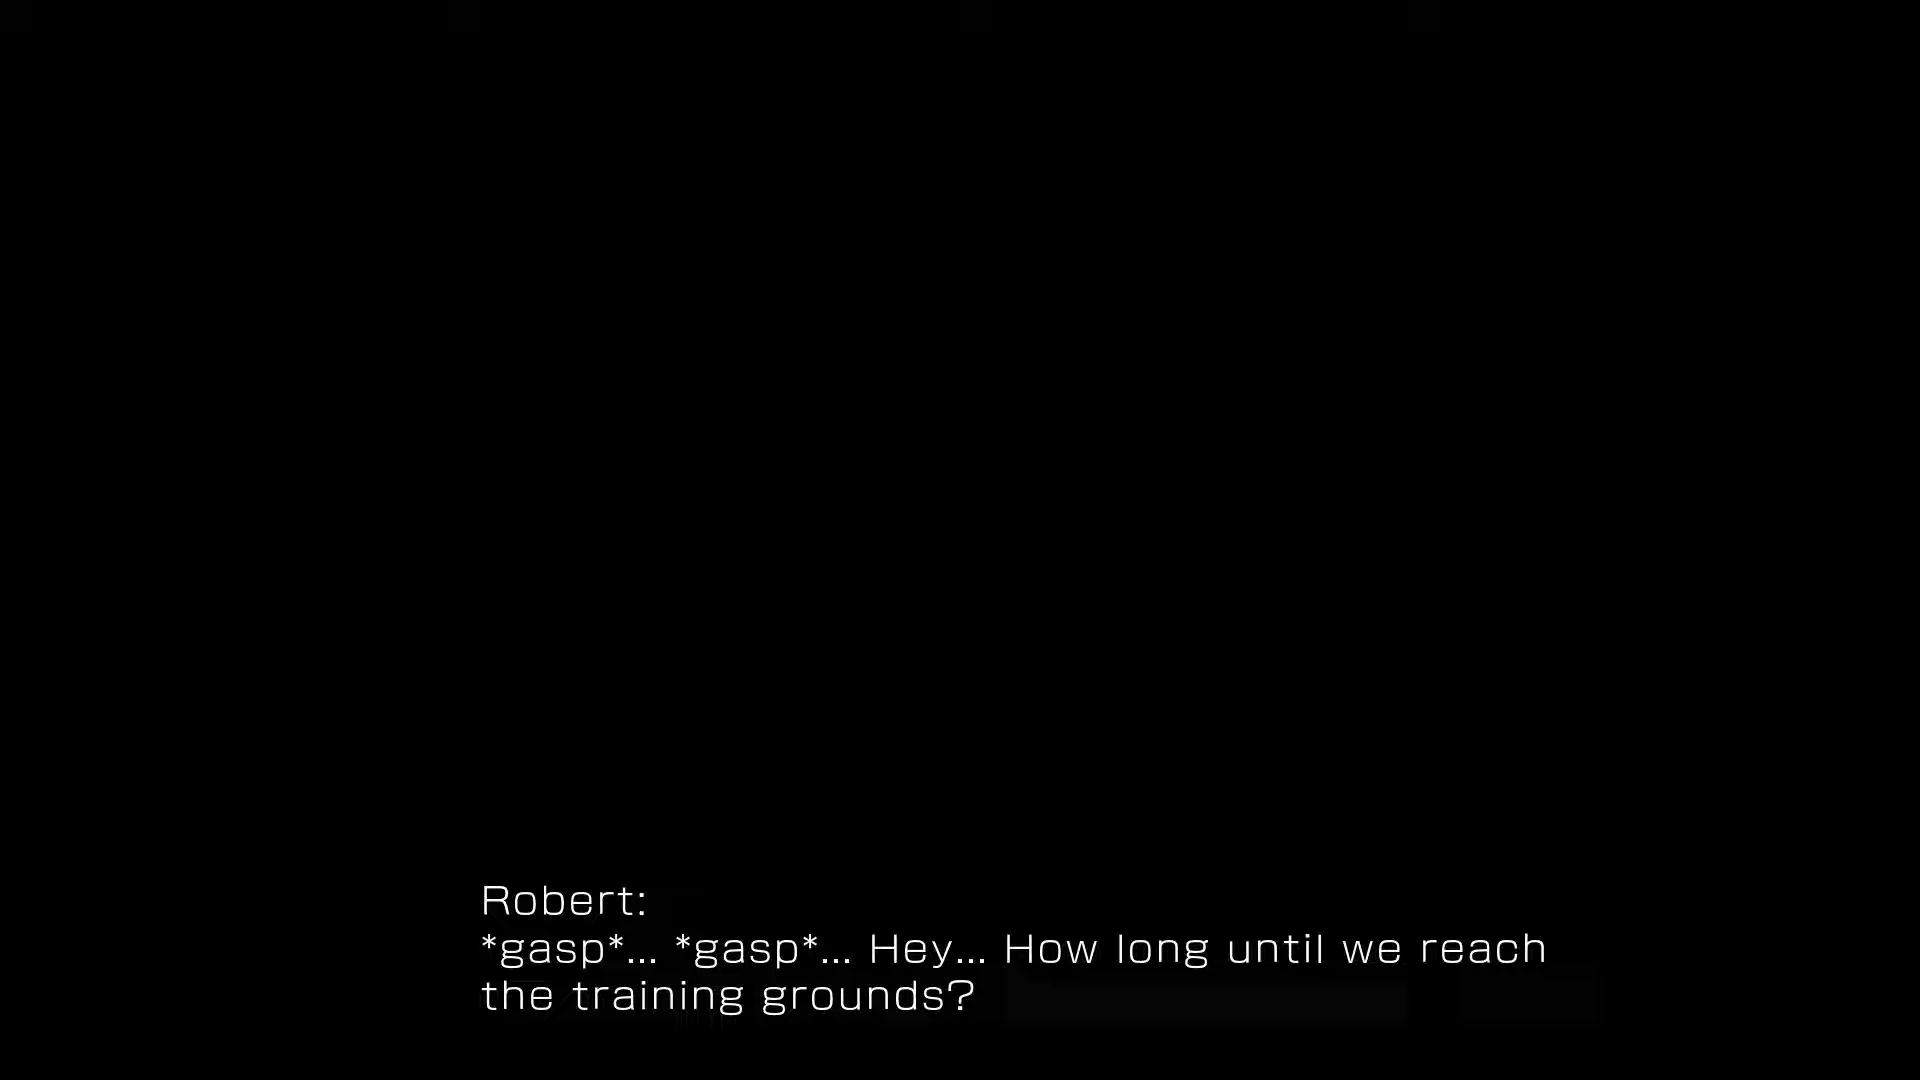 Robert:
*gasp*... *gasp*... Hey... How long until we reach
the training grounds?